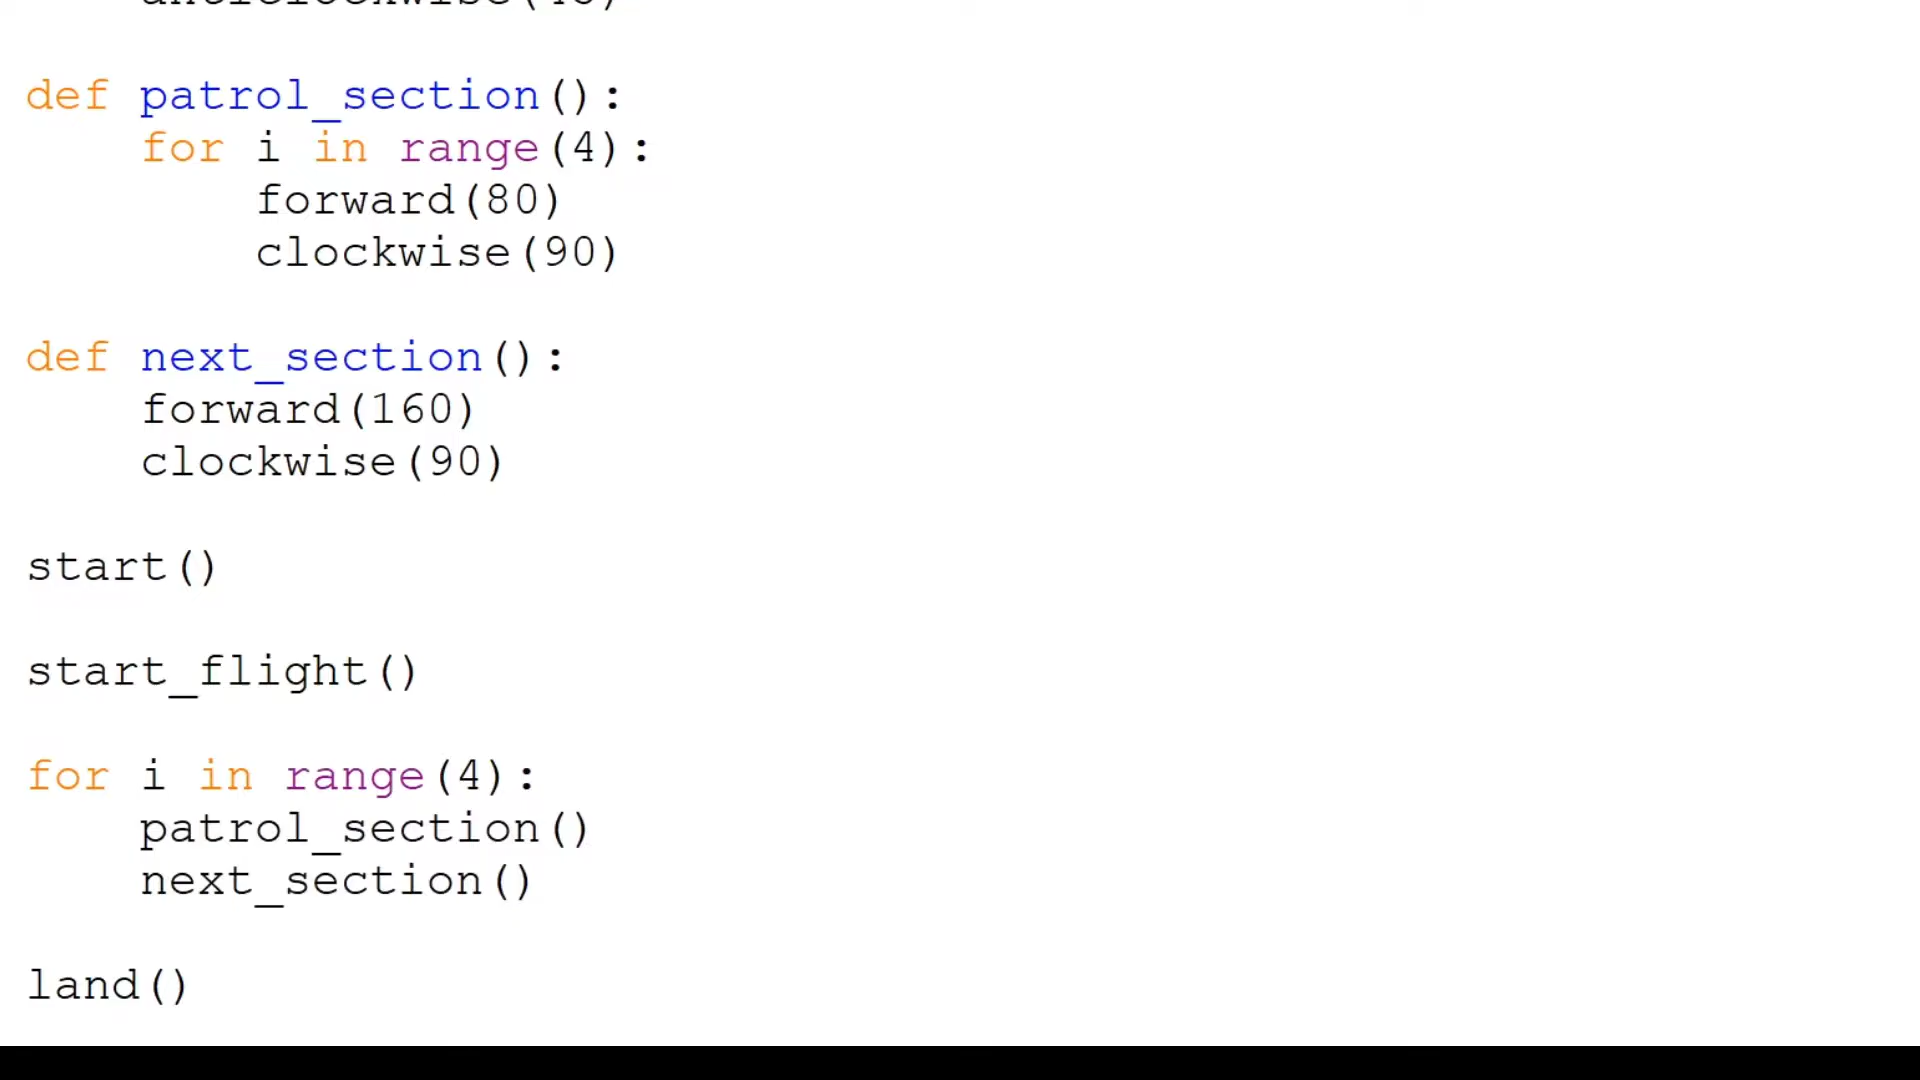 def patrol_section():
    for i in range(4):
        forward(80)
        clockwise(90)
def next_section():
    forward(160)
    clockwise(90)
start()
start_flight()
for i in range(4):
    patrol_section()
    next_section()
land()